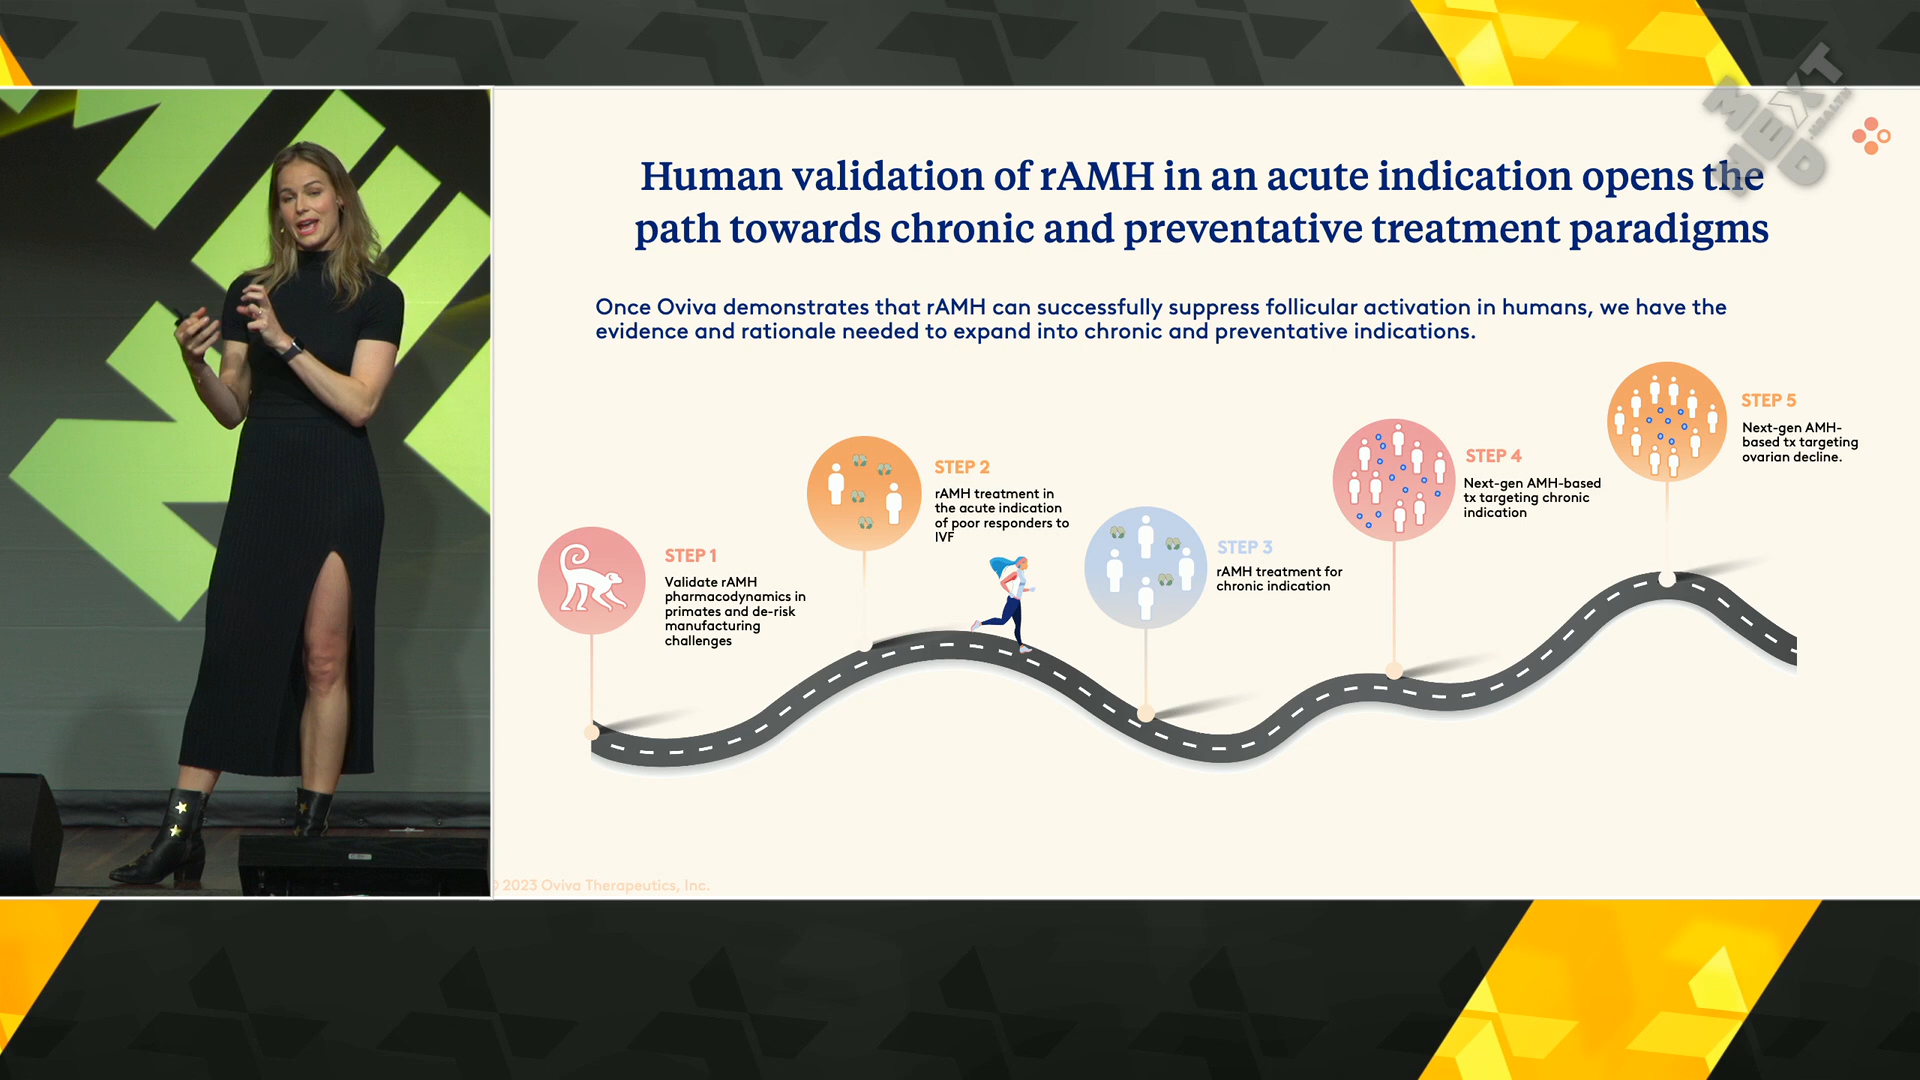 NEXT
MED
.HEALTH
Human validation of rAMH in an acute indication opens the
path towards chronic and preventative treatment paradigms
Once Oviva demonstrates that rAMH can successfully suppress follicular activation in humans, we have the
evidence and rationale needed to expand into chronic and preventative indications.
STEP 1
Validate rAMH
pharmacodynamics in
primates and de-risk
manufacturing
challenges
STEP 2
rAMH treatment in
the acute indication
of poor responders to
IVF
STEP 3
rAMH treatment for
chronic indication
STEP 4
Next-gen AMH-based
tx targeting chronic
indication
STEP 5
Next-gen AMH-
based tx targeting
ovarian decline.
2023 Oviva Therapeutics, Inc.